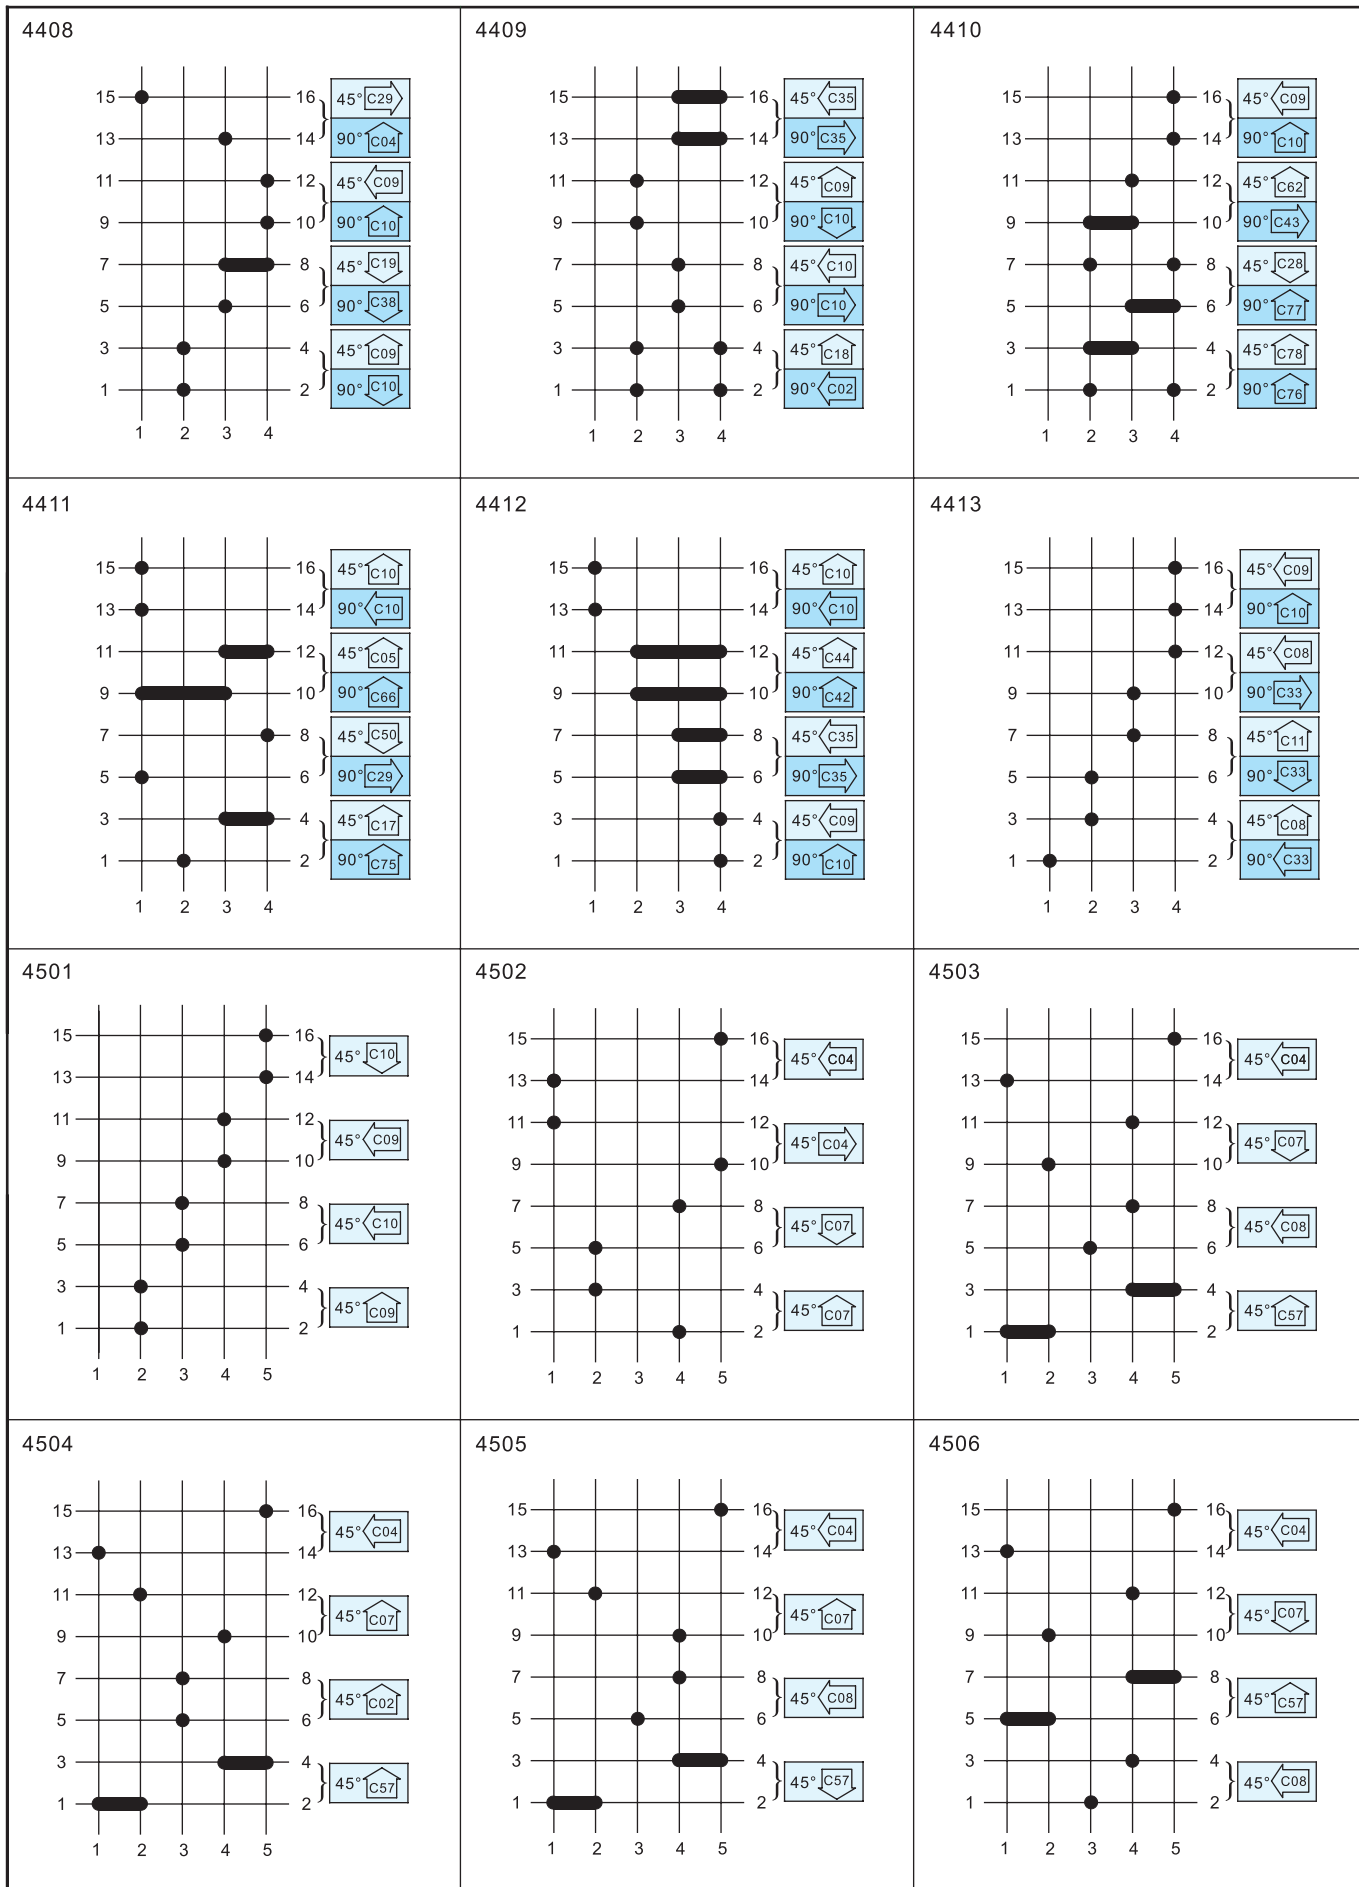 4408
15 16 45° C29
13 14 90° C04
11 12 45° C09
9 10 90° C10
7 8 45° C19
5 6 90° C38
3 4 45° C09
1 2 90° C10
1 2 3 4
4409
15 16 45° C35
13 14 90° C35
11 12 45° C09
9 10 90° C10
7 8 45° C10
5 6 90° C10
3 4 45° C18
1 2 90° C02
1 2 3 4
4410
15 16 45° C09
13 14 90° C10
11 12 45° C62
9 10 90° C43
7 8 45° C28
5 6 90° C77
3 4 45° C78
1 2 90° C76
1 2 3 4
4411
15 16 45° C10
13 14 90° C10
11 12 45° C05
9 10 90° C66
7 8 45° C50
5 6 90° C29
3 4 45° C17
1 2 90° C75
1 2 3 4
4412
15 16 45° C10
13 14 90° C10
11 12 45° C44
9 10 90° C42
7 8 45° C35
5 6 90° C35
3 4 45° C09
1 2 90° C10
1 2 3 4
4413
15 16 45° C09
13 14 90° C10
11 12 45° C08
9 10 90° C33
7 8 45° C11
5 6 90° C33
3 4 45° C08
1 2 90° C33
1 2 3 4
4501
15 16
45° C10
13 14
11 12
45° C09
9 10
7 8
45° C10
5 6
3 4
45° C09
1 2
1 2 3 4 5
4502
15 16
45° C04
13 14
11 12
45° C04
9 10
7 8
45° C07
5 6
3 4
45° C07
1 2
1 2 3 4 5
4503
15 16
45° C04
13 14
11 12
45° C07
9 10
7 8
45° C08
5 6
3 4
45° C57
1 2
1 2 3 4 5
4504
15 16
45° C04
13 14
11 12
45° C07
9 10
7 8
45° C02
5 6
3 4
45° C57
1 2
1 2 3 4 5
4505
15 16
45° C04
13 14
11 12
45° C07
9 10
7 8
45° C08
5 6
3 4
45° C57
1 2
1 2 3 4 5
4506
15 16
45° C04
13 14
11 12
45° C07
9 10
7 8
45° C57
5 6
3 4
45° C08
1 2
1 2 3 4 5